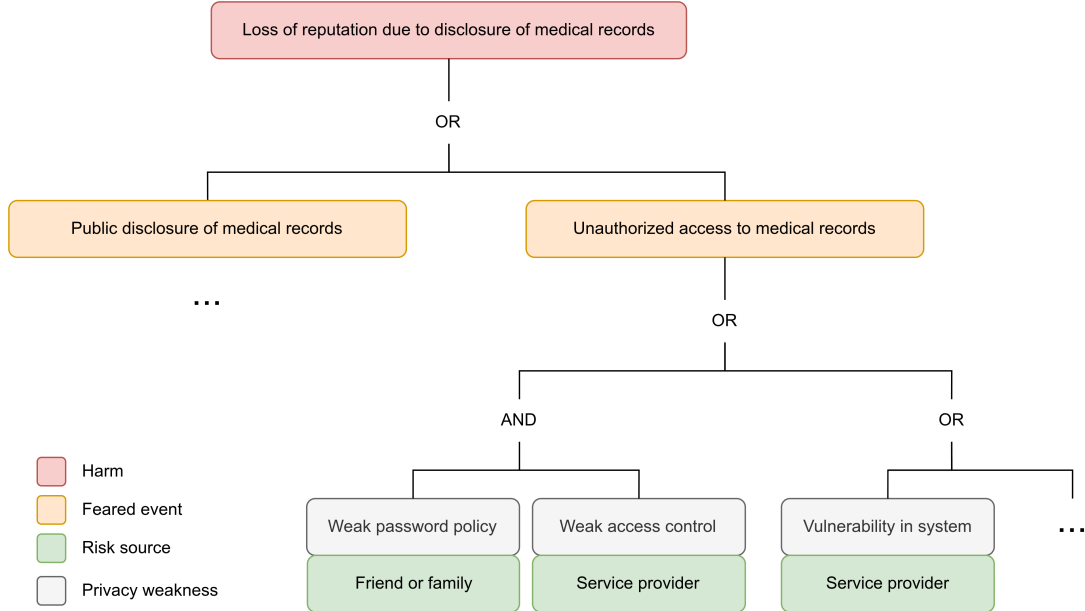 Loss of reputation due to disclosure of medical records
OR
Public disclosure of medical records
Unauthorized access to medical records
...
OR
AND
OR
Weak password policy
Weak access control
Vulnerability in system
...
Friend or family
Service provider
Service provider
Harm
Feared event
Risk source
Privacy weakness